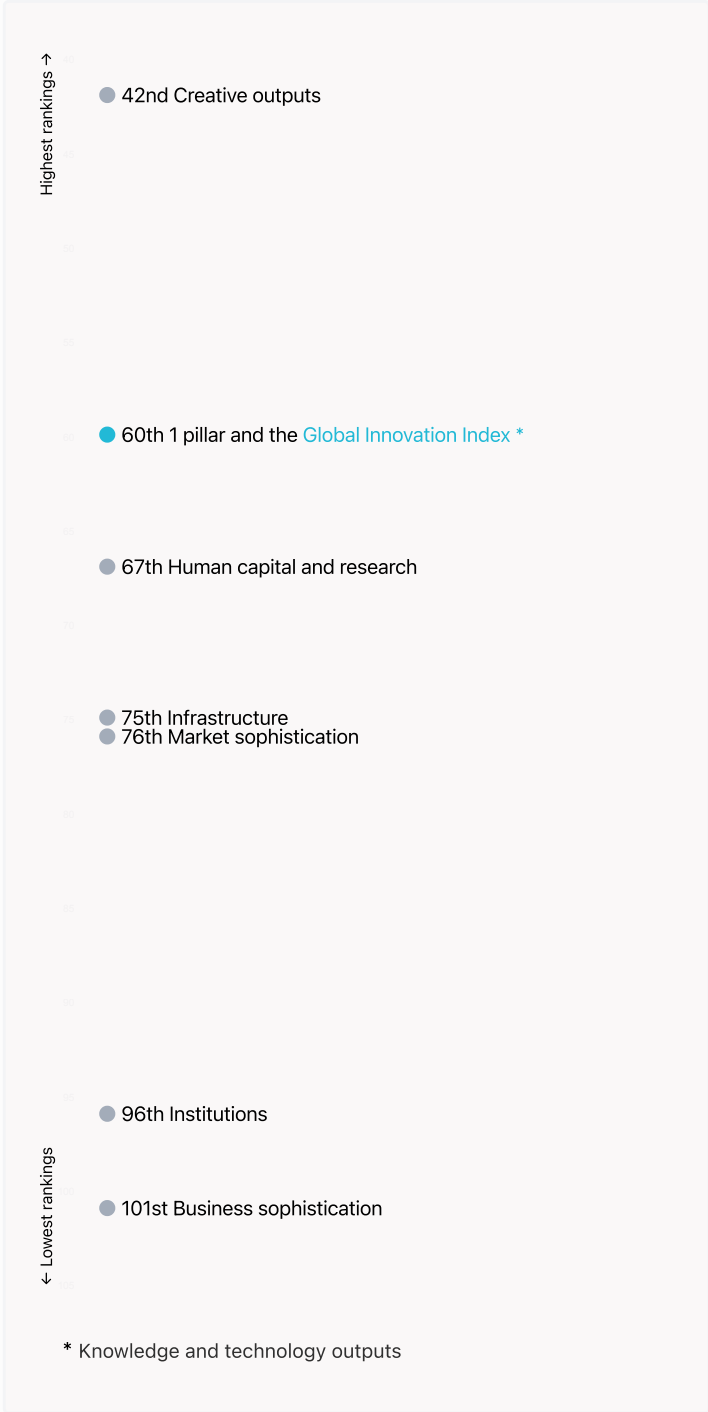 Highest rankings →
42nd Creative outputs
60th 1 pillar and the Global Innovation Index *
67th Human capital and research
75th Infrastructure
76th Market sophistication
96th Institutions
101st Business sophistication
← Lowest rankings
* Knowledge and technology outputs